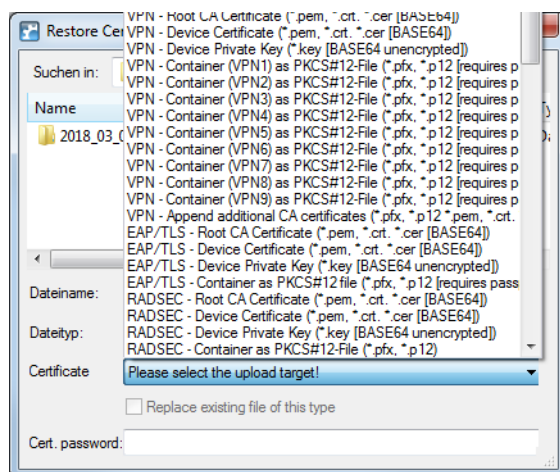 Restore Cer
VPN - Root CA Certificate (*.pem, *.crt. *.cer [BASE64])
VPN - Device Certificate (*.pem, *.crt. *.cer [BASE64])
VPN - Device Private Key (*.key [BASE64 unencrypted])
VPN - Container (VPN1) as PKCS#12-File (*.pfx, *.p12 [requires p
VPN - Container (VPN2) as PKCS#12-File (*.pfx, *.p12 [requires p
VPN - Container (VPN3) as PKCS#12-File (*.pfx, *.p12 [requires p
VPN - Container (VPN4) as PKCS#12-File (*.pfx, *.p12 [requires p
VPN - Container (VPN5) as PKCS#12-File (*.pfx, *.p12 [requires p
VPN - Container (VPN6) as PKCS#12-File (*.pfx, *.p12 [requires p
VPN - Container (VPN7) as PKCS#12-File (*.pfx, *.p12 [requires p
VPN - Container (VPN8) as PKCS#12-File (*.pfx, *.p12 [requires p
VPN - Container (VPN9) as PKCS#12-File (*.pfx, *.p12 [requires p
VPN - Append additional CA certificates (*.pfx, *.p12 *.pem, *.crt.
EAP/TLS - Root CA Certificate (*.pem, *.crt. *.cer [BASE64])
EAP/TLS - Device Certificate (*.pem, *.crt. *.cer [BASE64])
EAP/TLS - Device Private Key (*.key [BASE64 unencrypted])
EAP/TLS - Container as PKCS#12 file (*.pfx, *.p12 [requires pass
RADSEC - Root CA Certificate (*.pem, *.crt. *.cer [BASE64])
RADSEC - Device Certificate (*.pem, *.crt. *.cer [BASE64])
RADSEC - Device Private Key (*.key [BASE64 unencrypted])
RADSEC - Container as PKCS#12-File (*.pfx, *.p12)
Suchen in:
Name
2018_03_0
Dateiname:
Dateityp:
Certificate
Please select the upload target!
Replace existing file of this type
Cert. password: